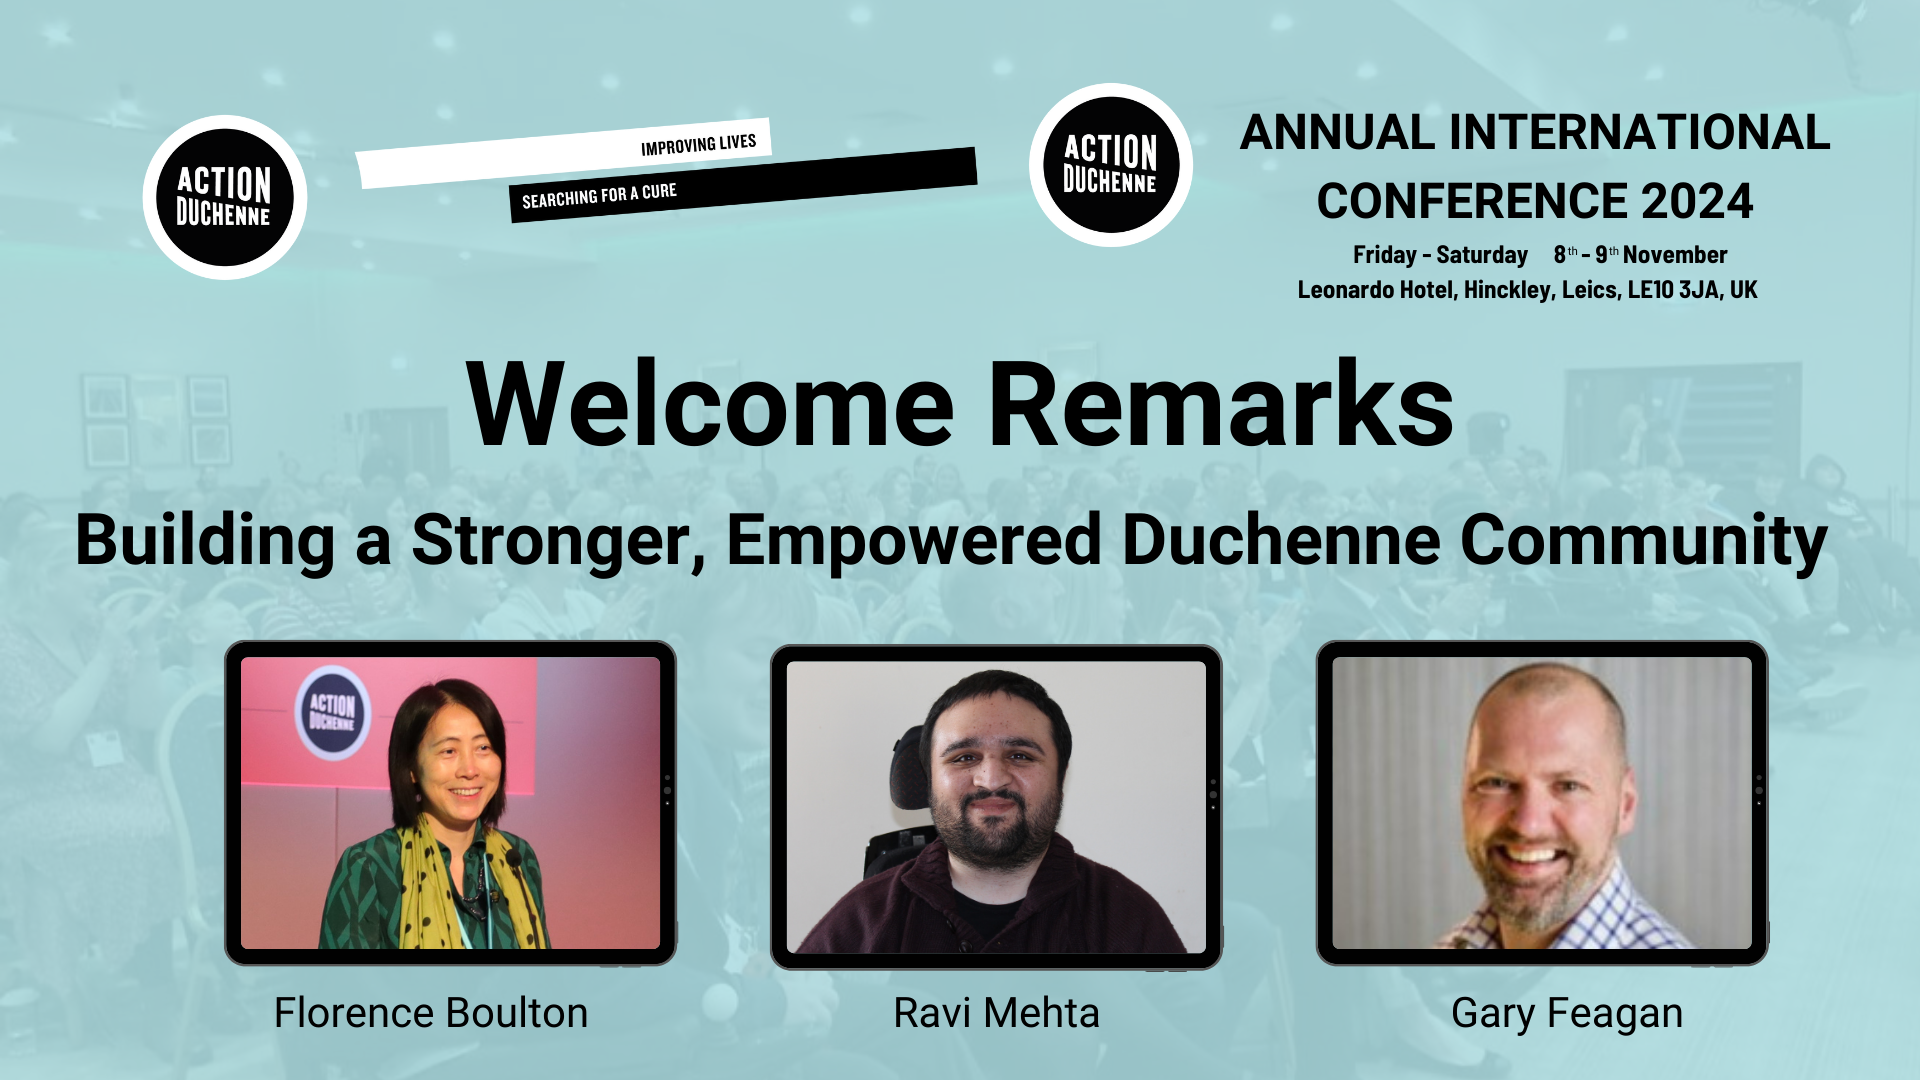 ACTION
DUCHENNE
IMPROVING LIVES
SEARCHING FOR A CURE
ACTION
DUCHENNE
ANNUAL INTERNATIONAL
CONFERENCE 2024
Friday - Saturday 8th - 9th November
Leonardo Hotel, Hinckley, Leics, LE10 3JA, UK
Welcome Remarks
Building a Stronger, Empowered Duchenne Community
ACTION
DUCHENNE
Florence Boulton
Ravi Mehta
Gary Feagan